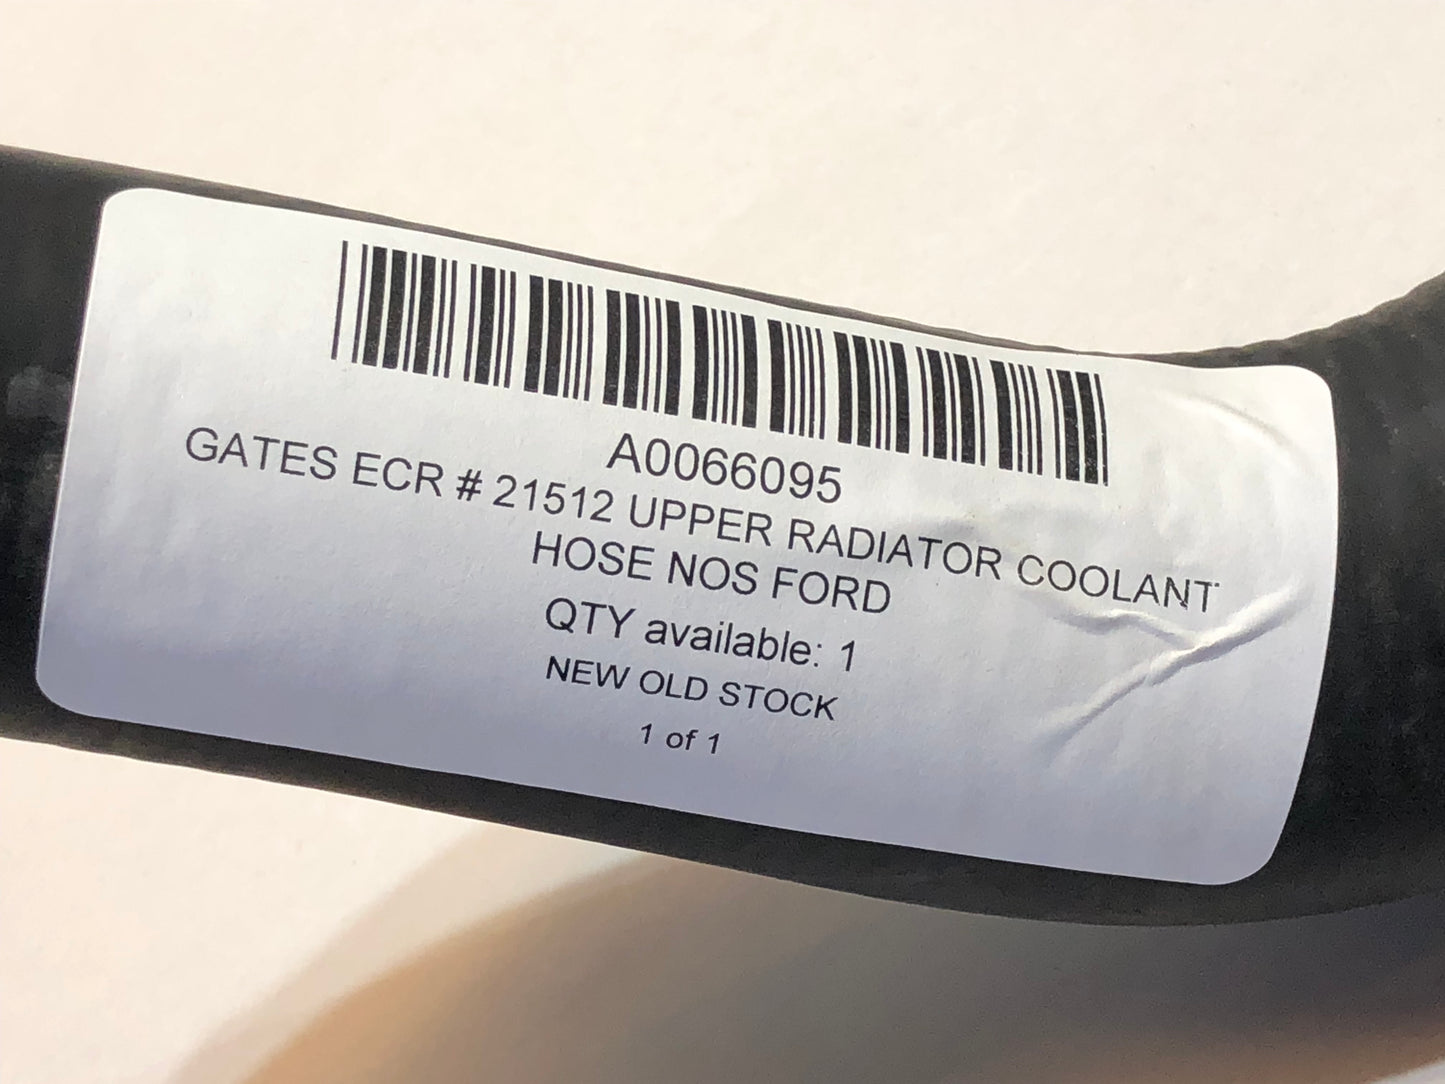 A0066095
GATES ECR # 21512 UPPER RADIATOR COOLANT
HOSE NOS FORD
QTY available: 1
NEW OLD STOCK
1 of 1